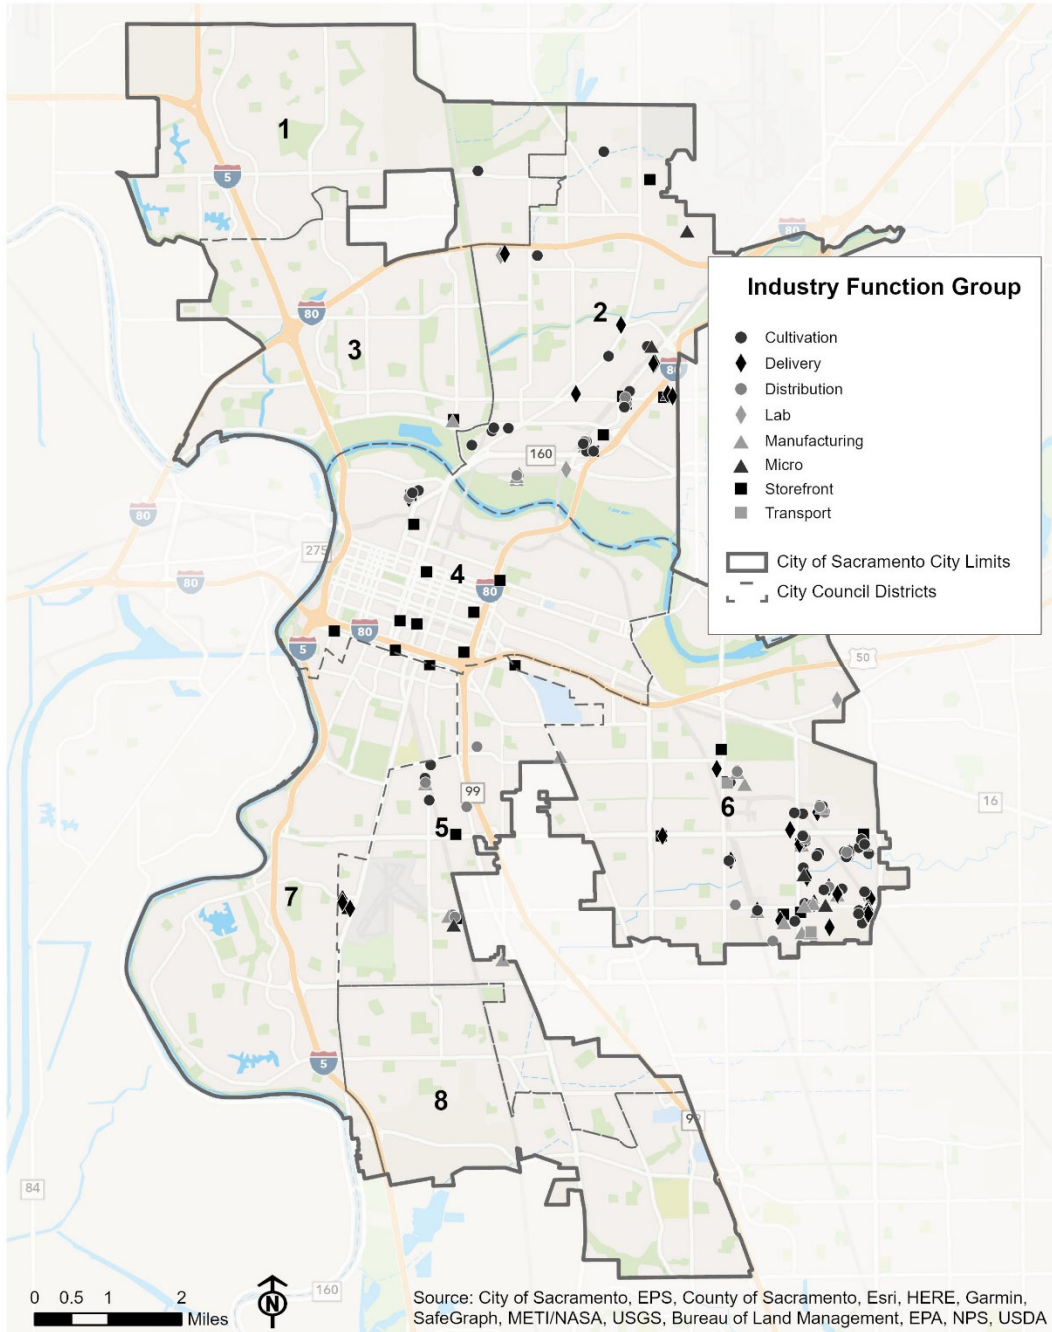 1
5
80
2
80
3
80
160
80
275
80
4
80
80
5
50
99
16
6
5
7
5
8
99
84
160
Industry Function Group
Cultivation
Delivery
Distribution
Lab
Manufacturing
Micro
Storefront
Transport
City of Sacramento City Limits
City Council Districts
0 0.5 1 2
Miles
N
Source: City of Sacramento, EPS, County of Sacramento, Esri, HERE, Garmin,
SafeGraph, METI/NASA, USGS, Bureau of Land Management, EPA, NPS, USDA